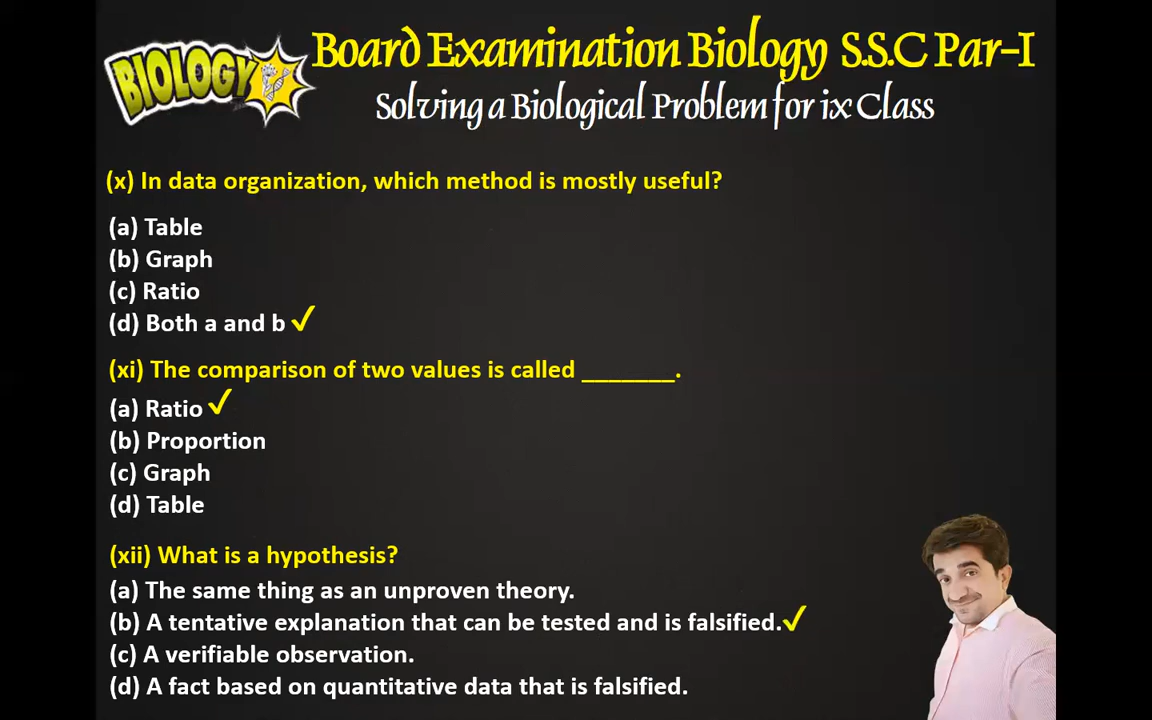 BIOLOGY
Board Examination Biology S.S.C Par-I
Solving a Biological Problem for ix Class
(x) In data organization, which method is mostly useful?
(a) Table
(b) Graph
(c) Ratio
(d) Both a and b ✓
(xi) The comparison of two values is called _______.
(a) Ratio ✓
(b) Proportion
(c) Graph
(d) Table
(xii) What is a hypothesis?
(a) The same thing as an unproven theory.
(b) A tentative explanation that can be tested and is falsified. ✓
(c) A verifiable observation.
(d) A fact based on quantitative data that is falsified.